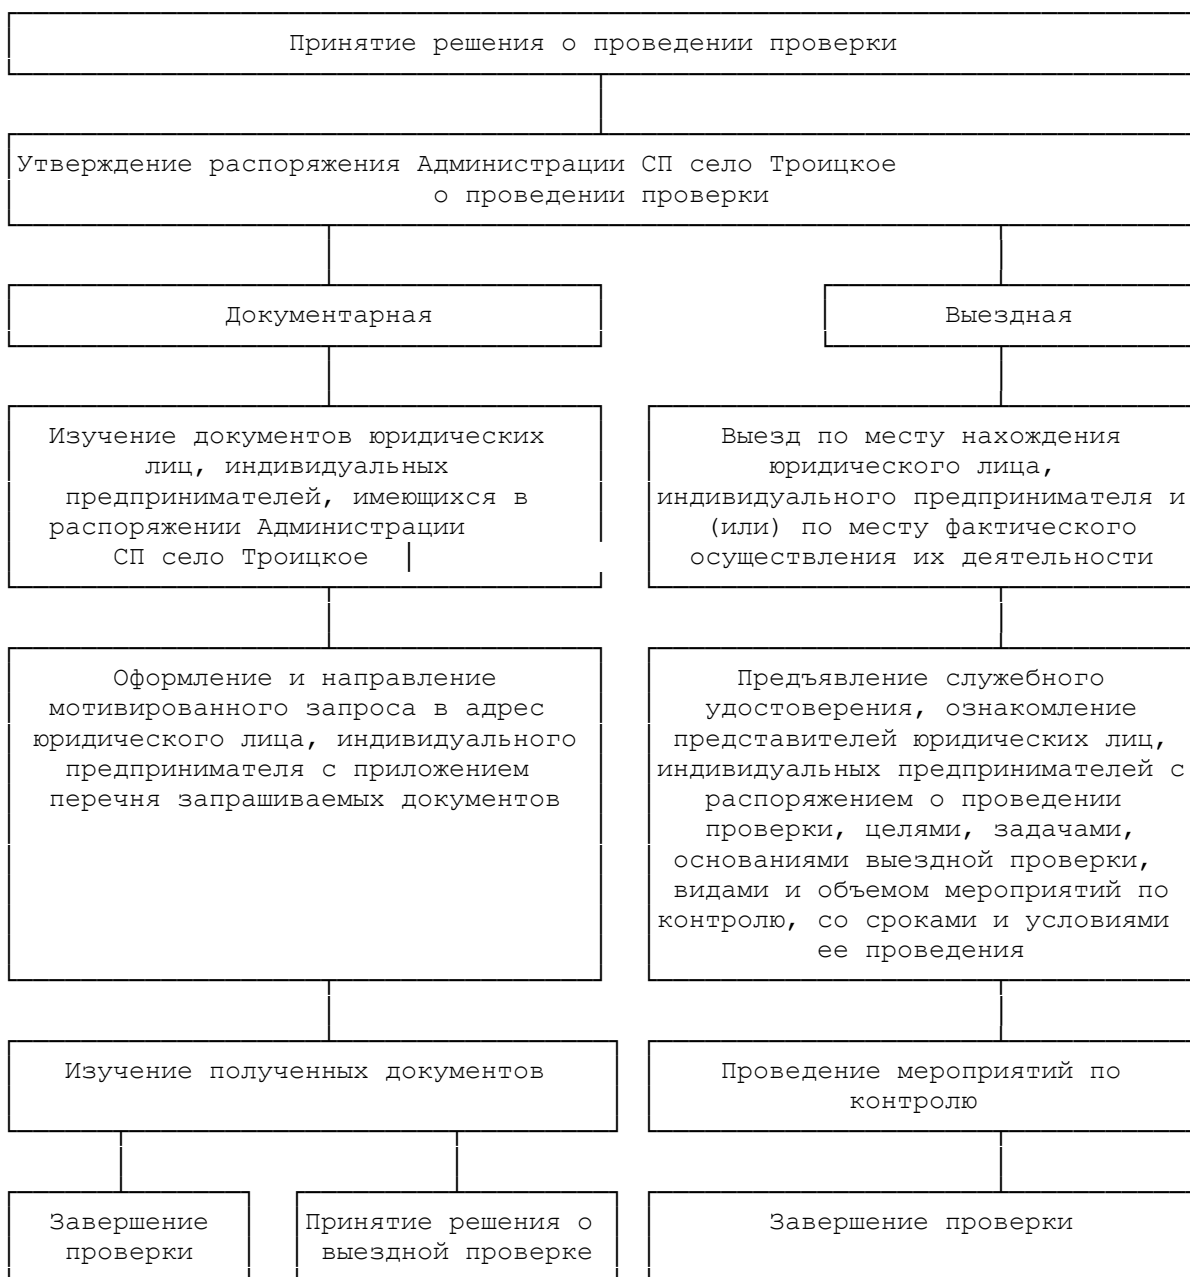 Принятие решения о проведении проверки
Утверждение распоряжения Администрации СП село Троицкое
о проведении проверки
Документарная
Выездная
Изучение документов юридических
лиц, индивидуальных
предпринимателей, имеющихся в
распоряжении Администрации
СП село Троицкое
Выезд по месту нахождения
юридического лица,
индивидуального предпринимателя и
(или) по месту фактического
осуществления их деятельности
Оформление и направление
мотивированного запроса в адрес
юридического лица, индивидуального
предпринимателя с приложением
перечня запрашиваемых документов
Предъявление служебного
удостоверения, ознакомление
представителей юридических лиц,
индивидуальных предпринимателей с
распоряжением о проведении
проверки, целями, задачами,
основаниями выездной проверки,
видами и объемом мероприятий по
контролю, со сроками и условиями
ее проведения
Изучение полученных документов
Проведение мероприятий по
контролю
Завершение
проверки
Принятие решения о
выездной проверке
Завершение проверки